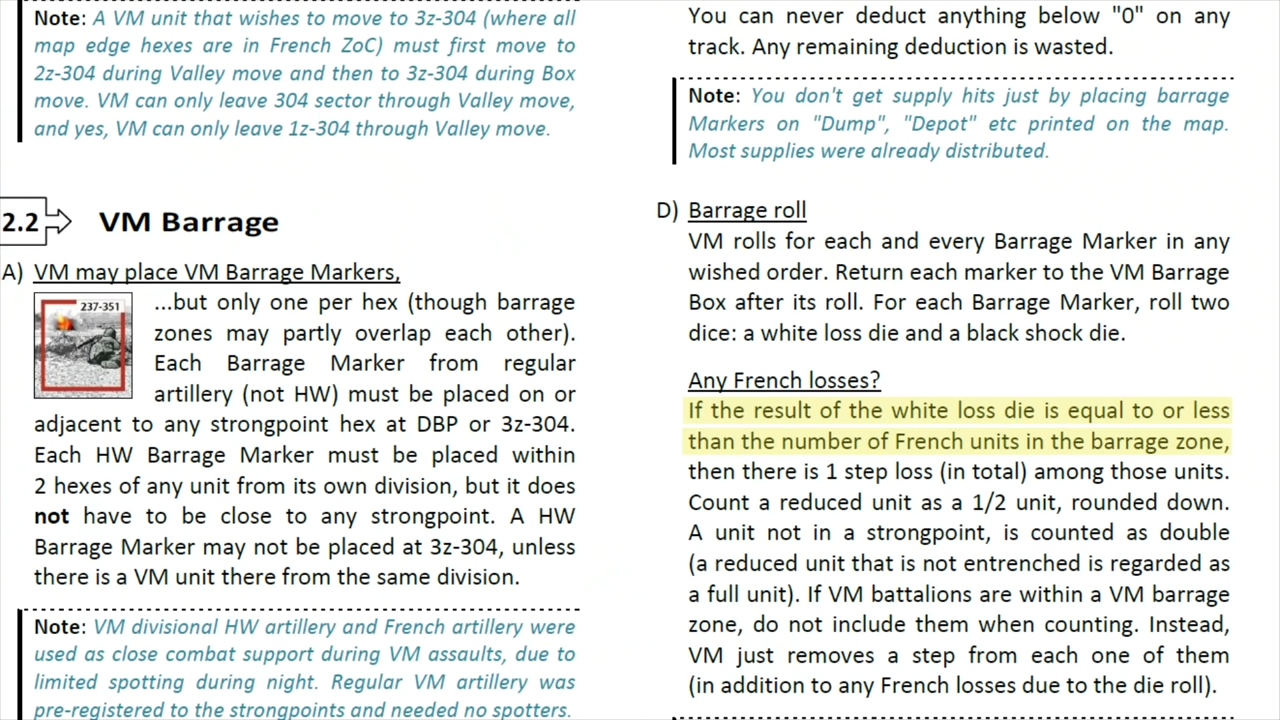 Note: A VM unit that wishes to move to 3z-304 (where all
map edge hexes are in French ZoC) must first move to
2z-304 during Valley move and then to 3z-304 during Box
move. VM can only leave 304 sector through Valley move,
and yes, VM can only leave 1z-304 through Valley move.
2.2 VM Barrage
A) VM may place VM Barrage Markers,
237-351
...but only one per hex (though barrage
zones may partly overlap each other).
Each Barrage Marker from regular
artillery (not HW) must be placed on or
adjacent to any strongpoint hex at DBP or 3z-304.
Each HW Barrage Marker must be placed within
2 hexes of any unit from its own division, but it does
not have to be close to any strongpoint. A HW
Barrage Marker may not be placed at 3z-304, unless
there is a VM unit there from the same division.
Note: VM divisional HW artillery and French artillery were
used as close combat support during VM assaults, due to
limited spotting during night. Regular VM artillery was
pre-registered to the strongpoints and needed no spotters.
You can never deduct anything below "0" on any
track. Any remaining deduction is wasted.
Note: You don't get supply hits just by placing barrage
Markers on "Dump", "Depot" etc printed on the map.
Most supplies were already distributed.
D) Barrage roll
VM rolls for each and every Barrage Marker in any
wished order. Return each marker to the VM Barrage
Box after its roll. For each Barrage Marker, roll two
dice: a white loss die and a black shock die.
Any French losses?
If the result of the white loss die is equal to or less
than the number of French units in the barrage zone,
then there is 1 step loss (in total) among those units.
Count a reduced unit as a 1/2 unit, rounded down.
A unit not in a strongpoint, is counted as double
(a reduced unit that is not entrenched is regarded as
a full unit). If VM battalions are within a VM barrage
zone, do not include them when counting. Instead,
VM just removes a step from each one of them
(in addition to any French losses due to the die roll).